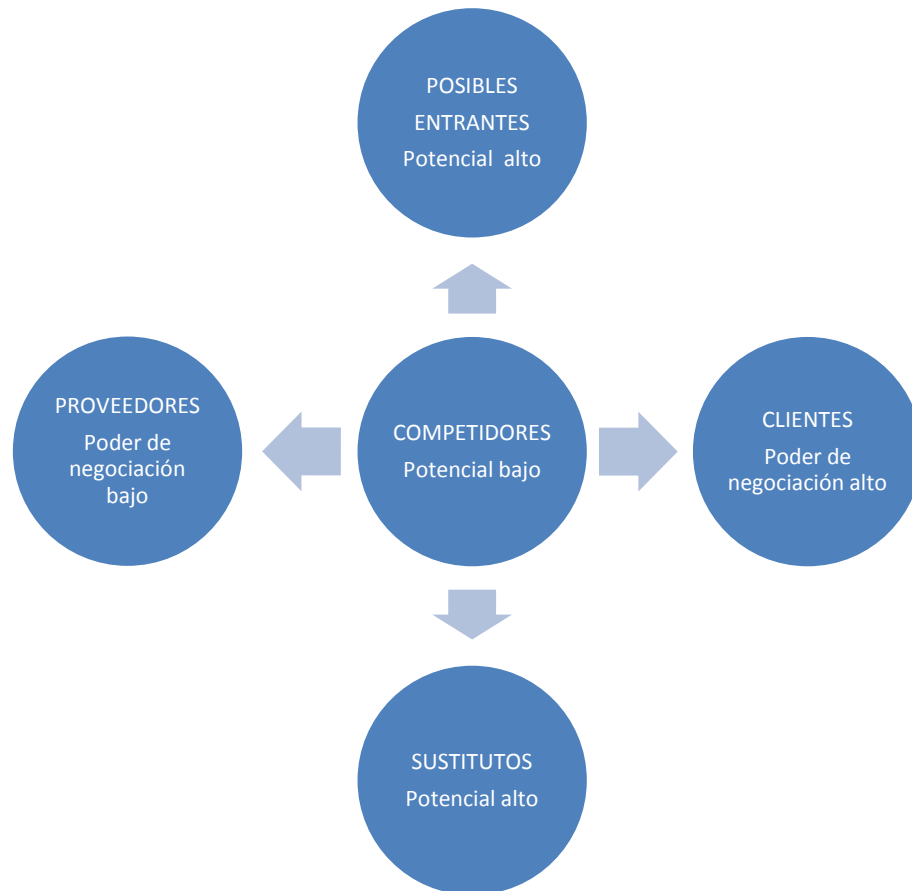 POSIBLES
ENTRANTES
Potencial alto
PROVEEDORES
Poder de
negociación
bajo
COMPETIDORES
Potencial bajo
CLIENTES
Poder de
negociación alto
SUSTITUTOS
Potencial alto